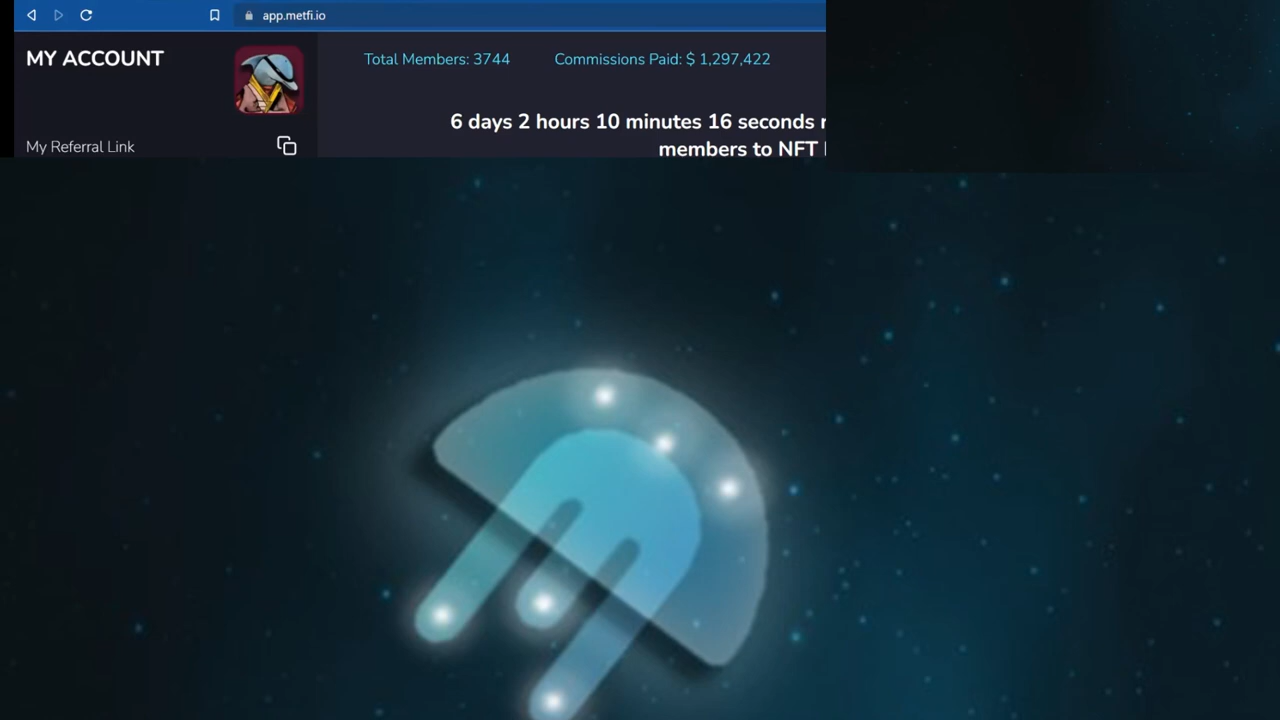 app.metfi.io
MY ACCOUNT
Total Members: 3744 Commissions Paid: $ 1,297,422
6 days 2 hours 10 minutes 16 seconds
members to NFT
My Referral Link